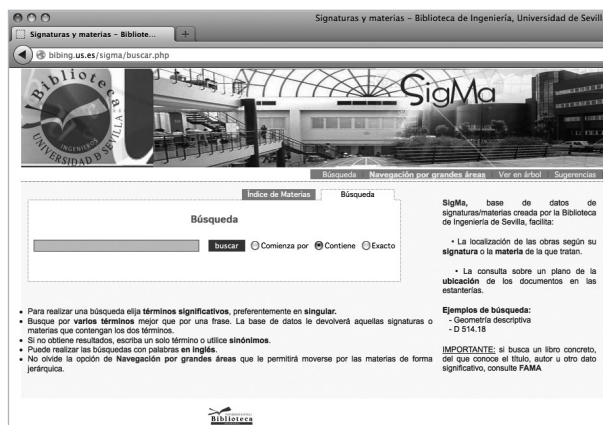 Signaturas y materias – Biblioteca de Ingeniería, Universidad de Sevill
Signaturas y materias – Bibliote...
bibing.us.es/sigma/buscar.php
Biblioteca
INGENIEROS
UNIVERSIDAD DE SEVILLA
SigMa
Búsqueda Navegación por grandes áreas Ver en árbol Sugerencias
Índice de Materias Búsqueda
Búsqueda
buscar Comienza por Contiene Exacto
• Para realizar una búsqueda elija términos significativos, preferentemente en singular.
• Busque por varios términos mejor que por una frase. La base de datos le devolverá aquellas signaturas o
materias que contengan los dos términos.
• Si no obtiene resultados, escriba un solo término o utilice sinónimos.
• Puede realizar las búsquedas con palabras en inglés.
• No olvide la opción de Navegación por grandes áreas que le permitirá moverse por las materias de forma
jerárquica.
SigMa, base de datos de
signaturas/materias creada por la Biblioteca
de Ingeniería de Sevilla, facilita:
• La localización de las obras según su
signatura o la materia de la que tratan.
• La consulta sobre un plano de la
ubicación de los documentos en las
estanterías.
Ejemplos de búsqueda:
- Geometría descriptiva
- D 514.18
IMPORTANTE: si busca un libro concreto,
del que conoce el título, autor u otro dato
significativo, consulte FAMA
Biblioteca